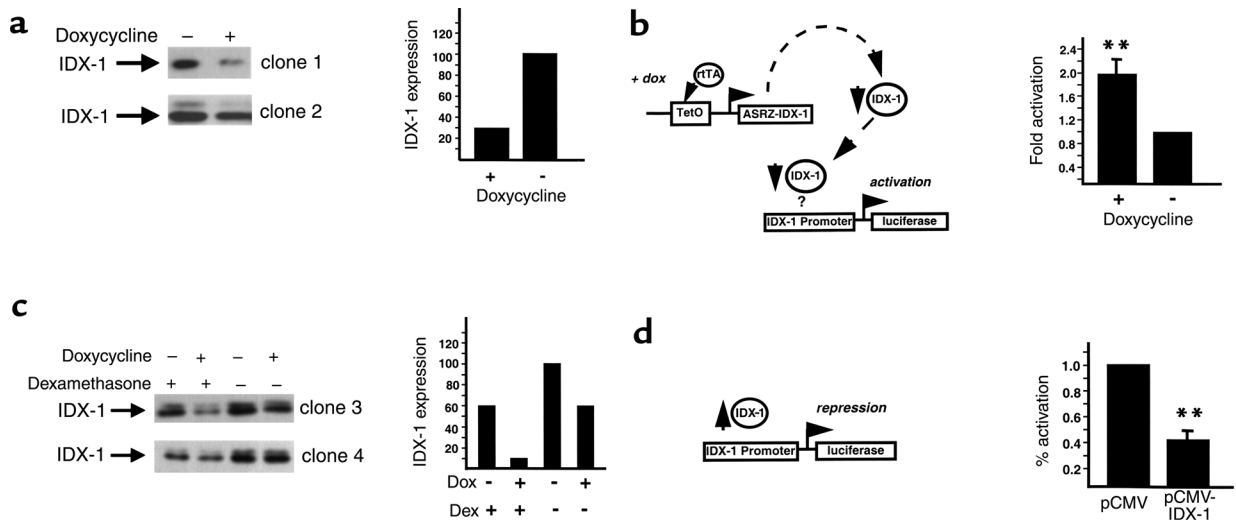 a
Doxycycline − +
IDX-1 clone 1
IDX-1 clone 2
IDX-1 expression
120
100
80
60
40
20
+ -
Doxycycline
b
+ dox
rtTA
TetO
ASRZ-IDX-1
IDX-1
IDX-1
?
activation
IDX-1 Promoter
luciferase
Fold activation
2.4
2.0
1.6
1.2
0.8
0.4
**
+ -
Doxycycline
c
Doxycycline − + − +
Dexamethasone + + − −
IDX-1 clone 3
IDX-1 clone 4
IDX-1 expression
120
100
80
60
40
20
Dox - + - +
Dex + + - -
d
IDX-1
repression
IDX-1 Promoter
luciferase
% activation
1.0
0.8
0.6
0.4
0.2
**
pCMV
pCMV-
IDX-1